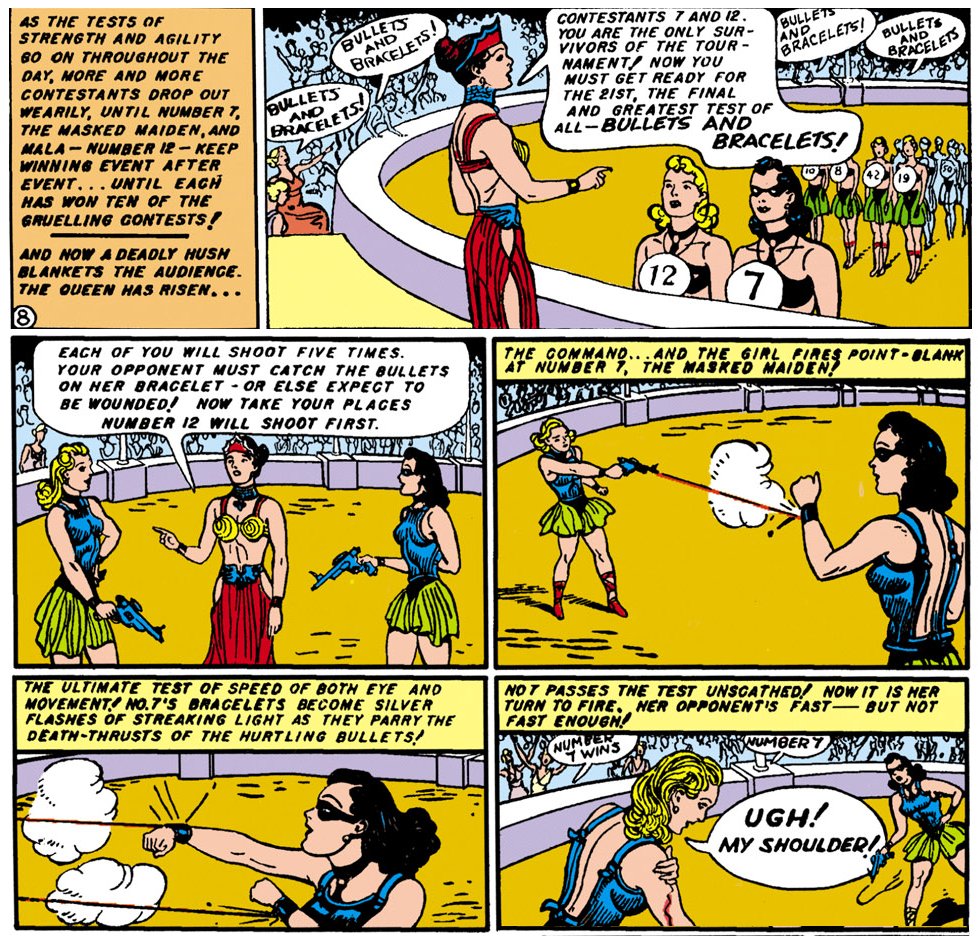 AS THE TESTS OF
STRENGTH AND AGILITY
GO ON THROUGHOUT THE
DAY, MORE AND MORE
CONTESTANTS DROP OUT
WEARILY, UNTIL NUMBER 7,
THE MASKED MAIDEN, AND
MALA—NUMBER 12—KEEP
WINNING EVENT AFTER
EVENT... UNTIL EACH
HAS WON TEN OF THE
GRUELLING CONTESTS!
AND NOW A DEADLY HUSH
BLANKETS THE AUDIENCE.
THE QUEEN HAS RISEN...
8
BULLETS
AND
BRACELETS!
BULLETS
AND
BRACELETS!
CONTESTANTS 7 AND 12.
YOU ARE THE ONLY SUR-
VIVORS OF THE TOUR-
NAMENT! NOW YOU
MUST GET READY FOR
THE 21ST, THE FINAL
AND GREATEST TEST OF
ALL—BULLETS AND
BRACELETS!
BULLETS
AND
BRACELETS!
BULLETS
AND
BRACELETS
12
7
10
8
42
19
50
EACH OF YOU WILL SHOOT FIVE TIMES.
YOUR OPPONENT MUST CATCH THE BULLETS
ON HER BRACELET - OR ELSE EXPECT TO
BE WOUNDED! NOW TAKE YOUR PLACES
NUMBER 12 WILL SHOOT FIRST.
THE COMMAND...AND THE GIRL FIRES POINT-BLANK
AT NUMBER 7, THE MASKED MAIDEN!
THE ULTIMATE TEST OF SPEED OF BOTH EYE AND
MOVEMENT! NO.7'S BRACELETS BECOME SILVER
FLASHES OF STREAKING LIGHT AS THEY PARRY THE
DEATH-THRUSTS OF THE HURTLING BULLETS!
NO7 PASSES THE TEST UNSCATHED! NOW IT IS HER
TURN TO FIRE, HER OPPONENT'S FAST—BUT NOT
FAST ENOUGH!
NUMBER
7 WINS
NUMBER 7
UGH!
MY SHOULDER!